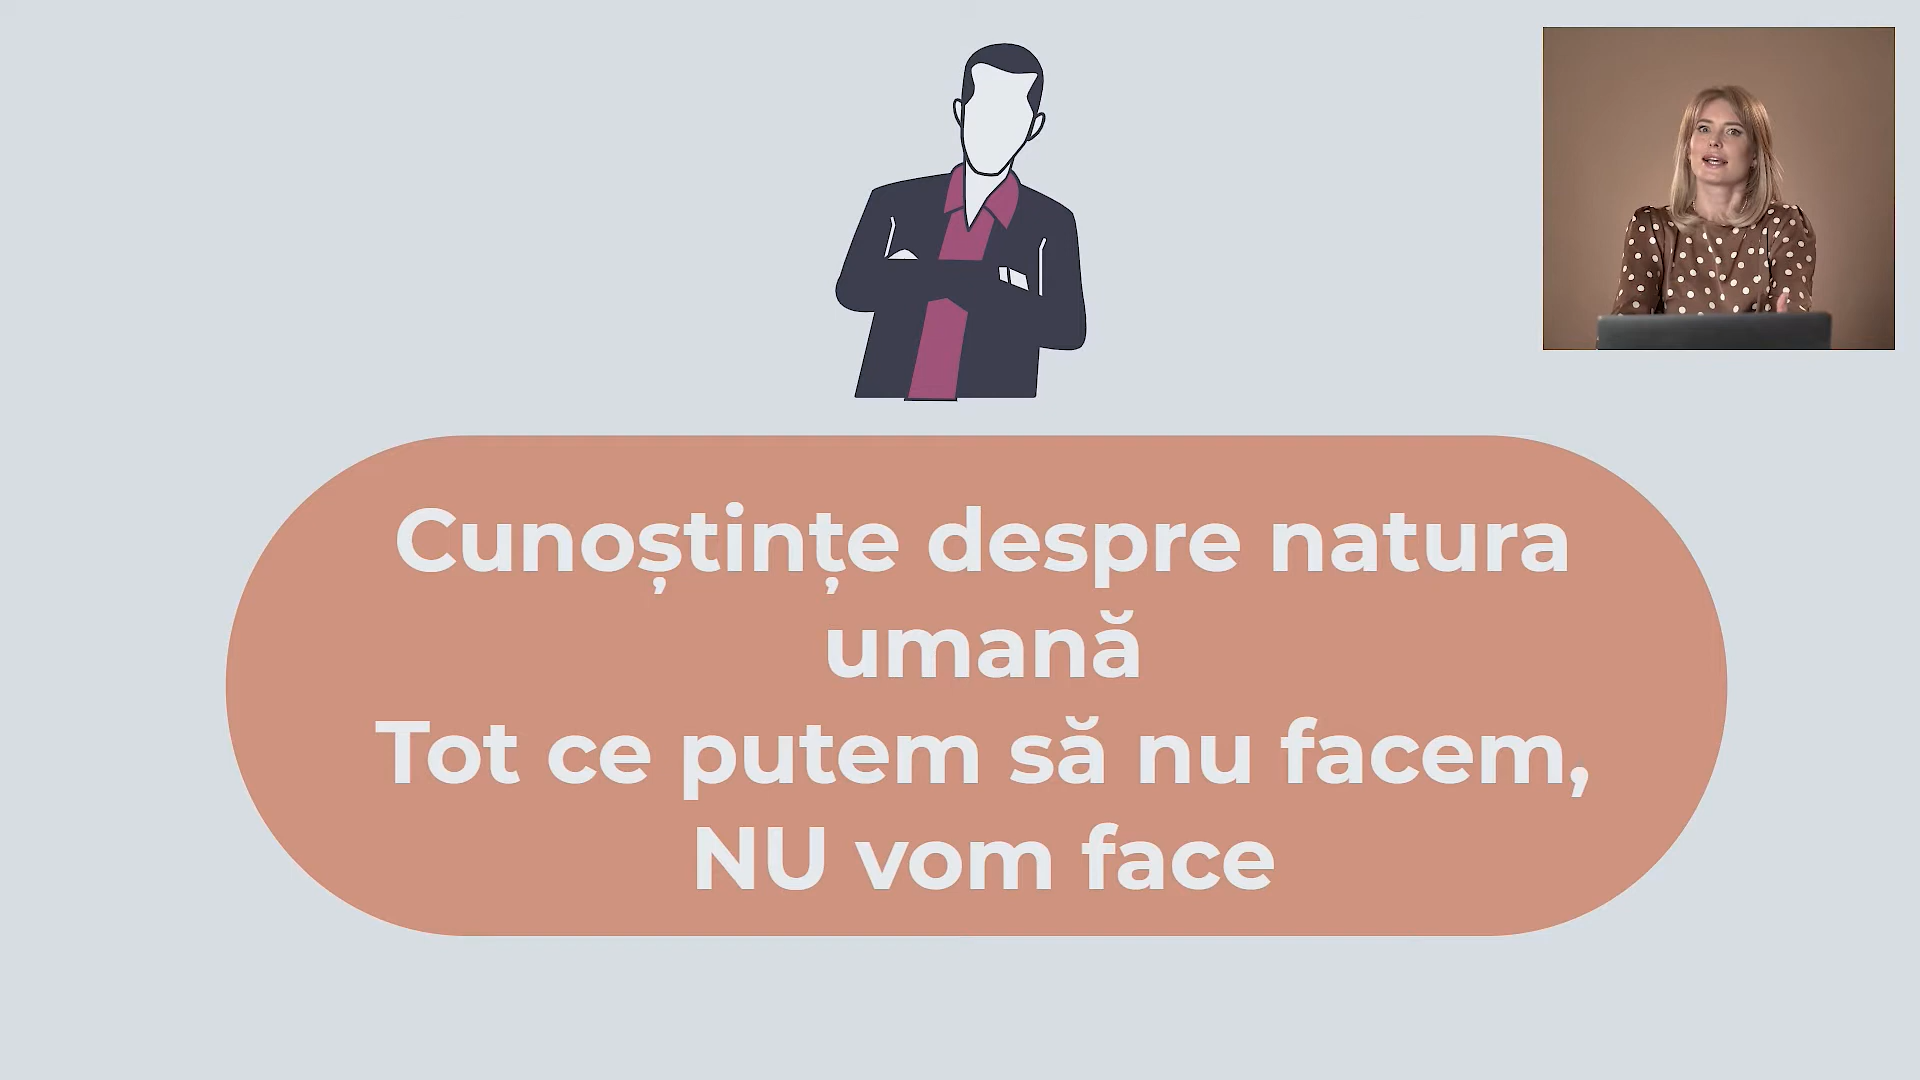 Cunoștințe despre natura
umană
Tot ce putem să nu facem,
NU vom face